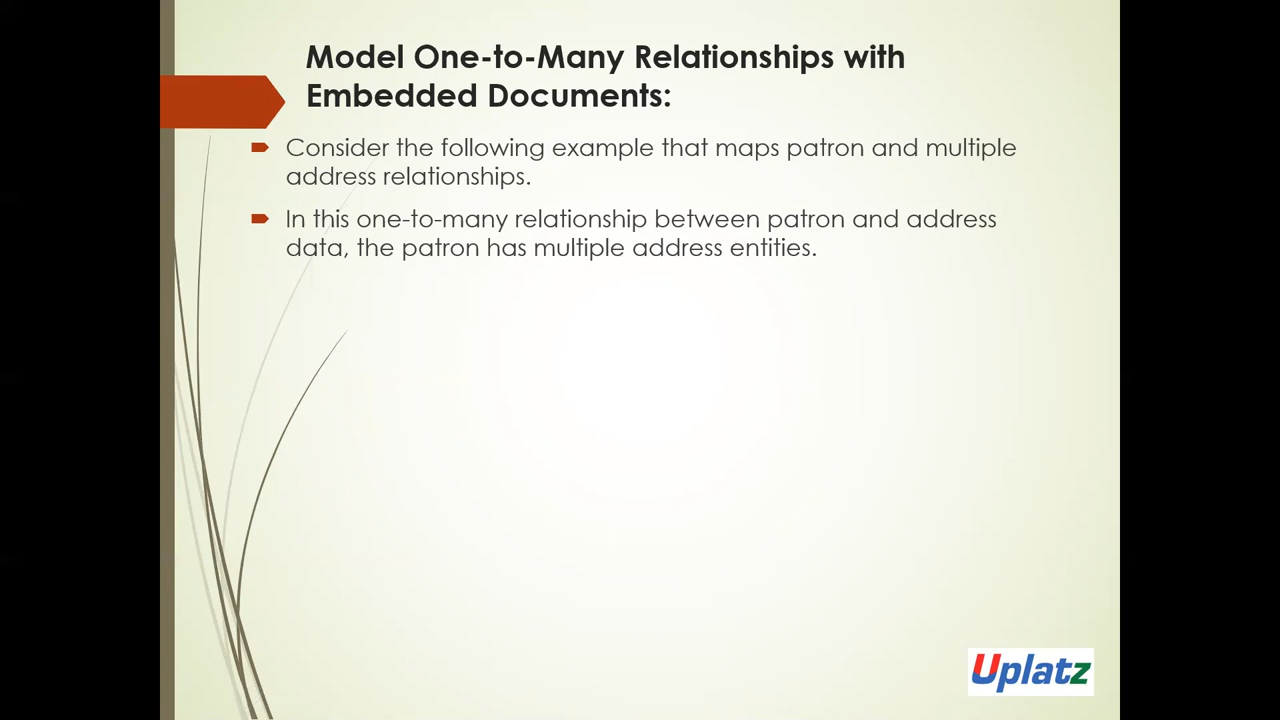 Model One-to-Many Relationships with
Embedded Documents:
Consider the following example that maps patron and multiple
address relationships.
In this one-to-many relationship between patron and address
data, the patron has multiple address entities.
Uplatz